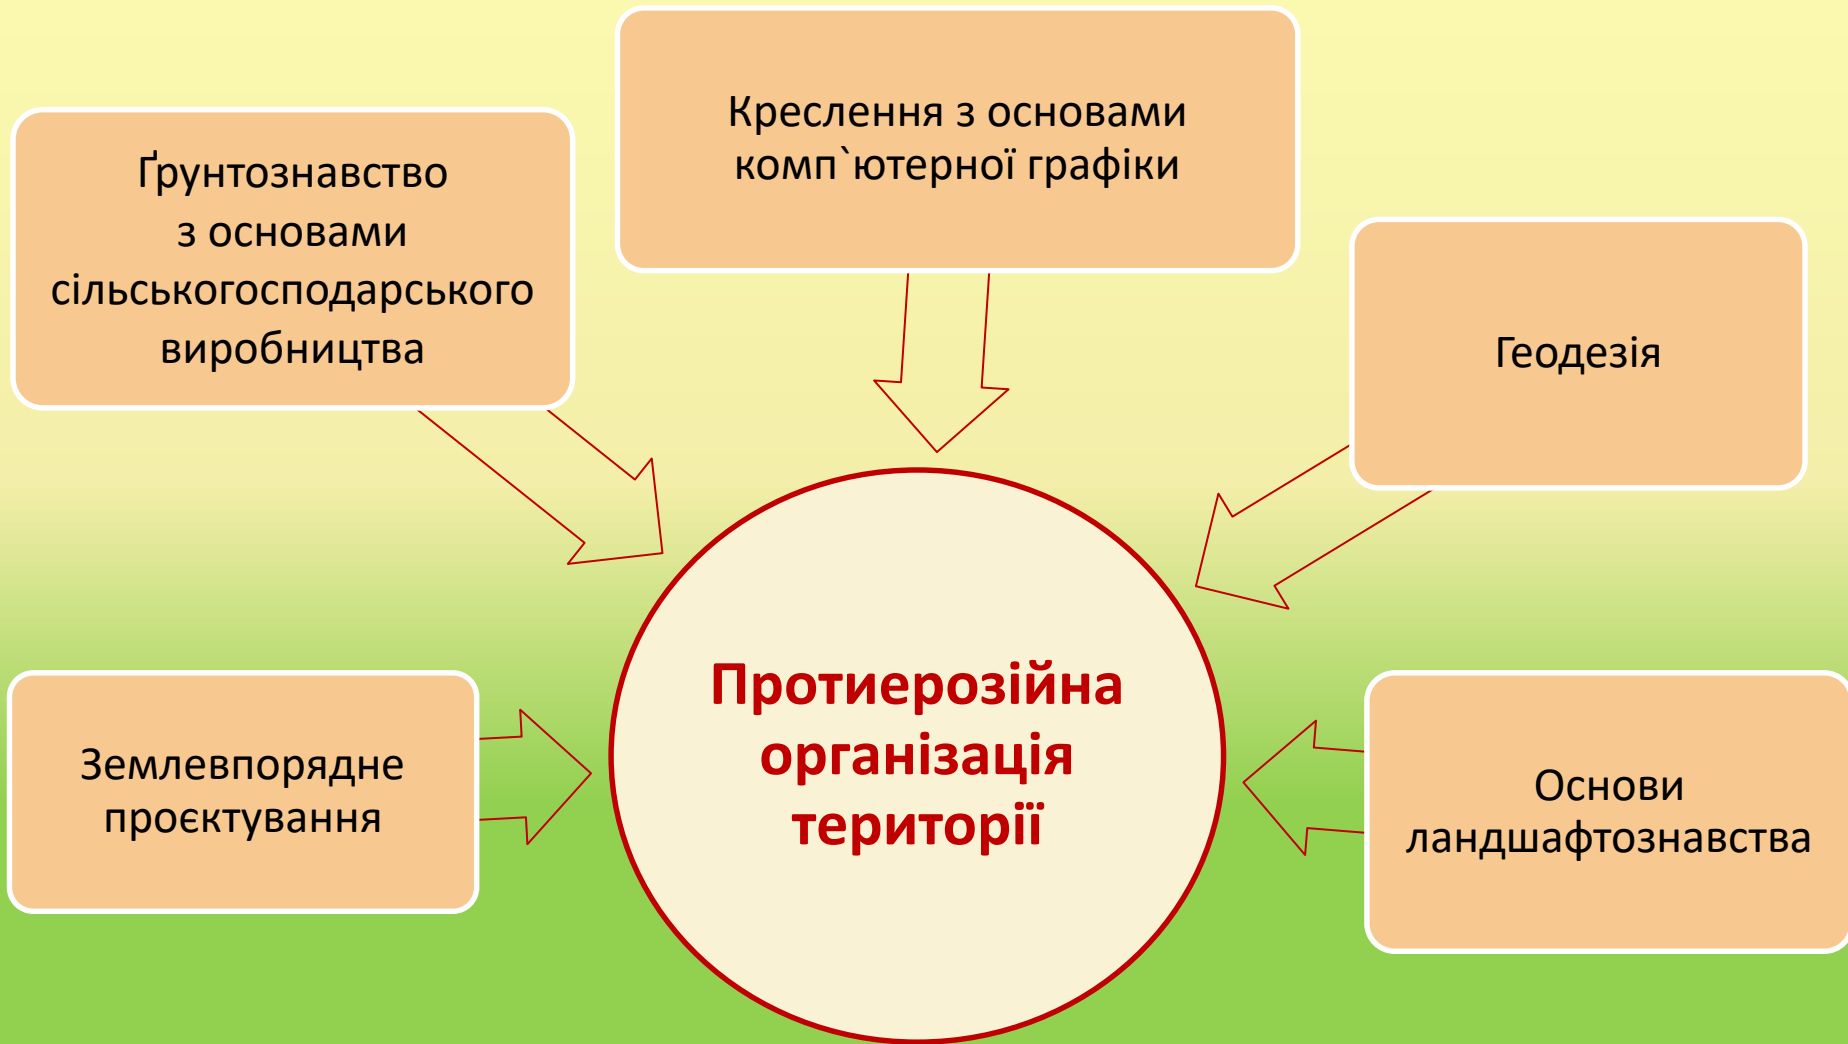 Креслення з основами
комп`ютерної графіки
Ґрунтознавство
з основами
сільськогосподарського
виробництва
Геодезія
Землевпорядне
проєктування
Протиерозійна
організація
території
Основи
ландшафтознавства